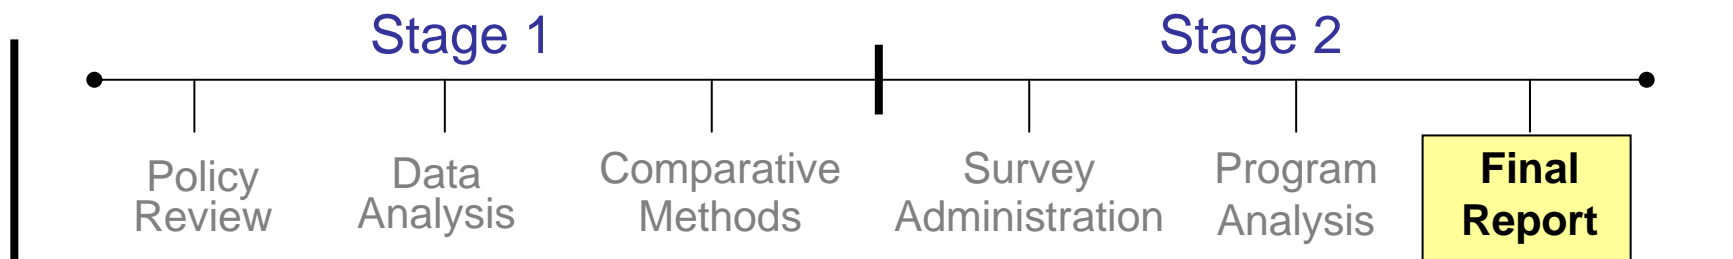 Stage 1
Stage 2
Policy
Review
Data
Analysis
Comparative
Methods
Survey
Administration
Program
Analysis
Final
Report